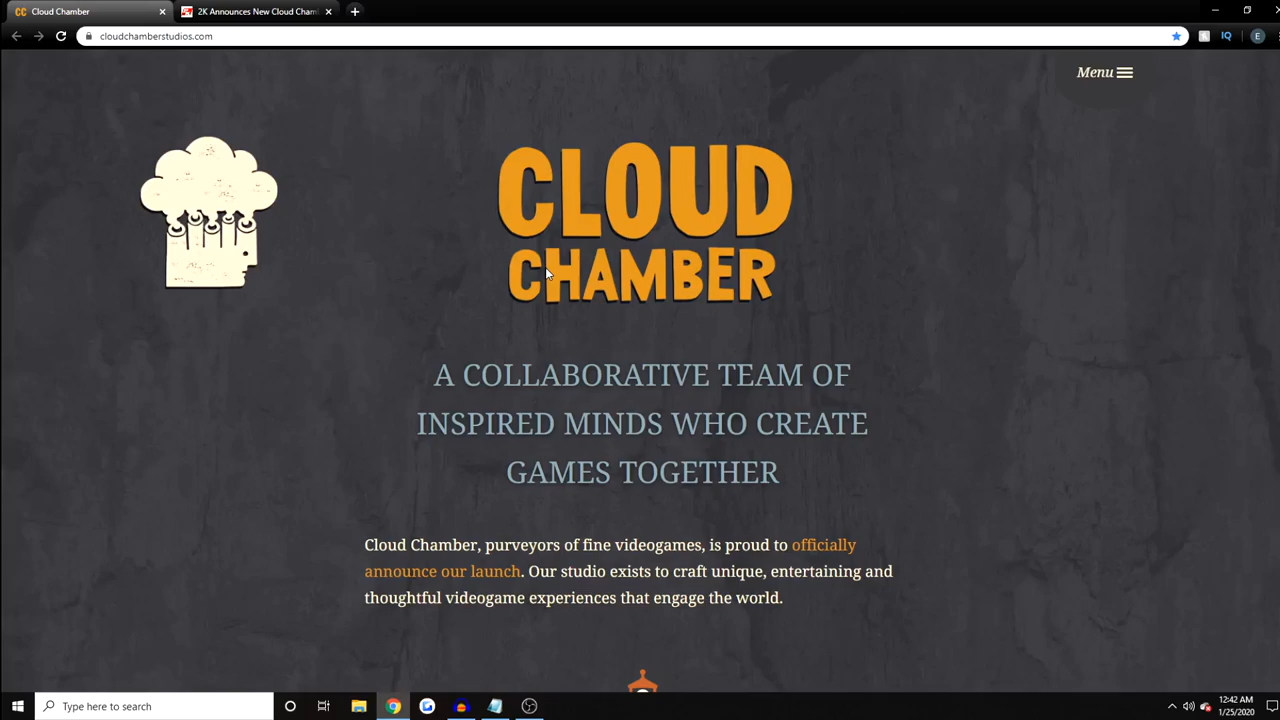 Cloud Chamber
2K Announces New Cloud Cham
cloudchamberstudios.com
IQ
E
Menu
CLOUD
CHAMBER
A COLLABORATIVE TEAM OF
INSPIRED MINDS WHO CREATE
GAMES TOGETHER
Cloud Chamber, purveyors of fine videogames, is proud to officially
announce our launch. Our studio exists to craft unique, entertaining and
thoughtful videogame experiences that engage the world.
Type here to search
12:42 AM
1/25/2020